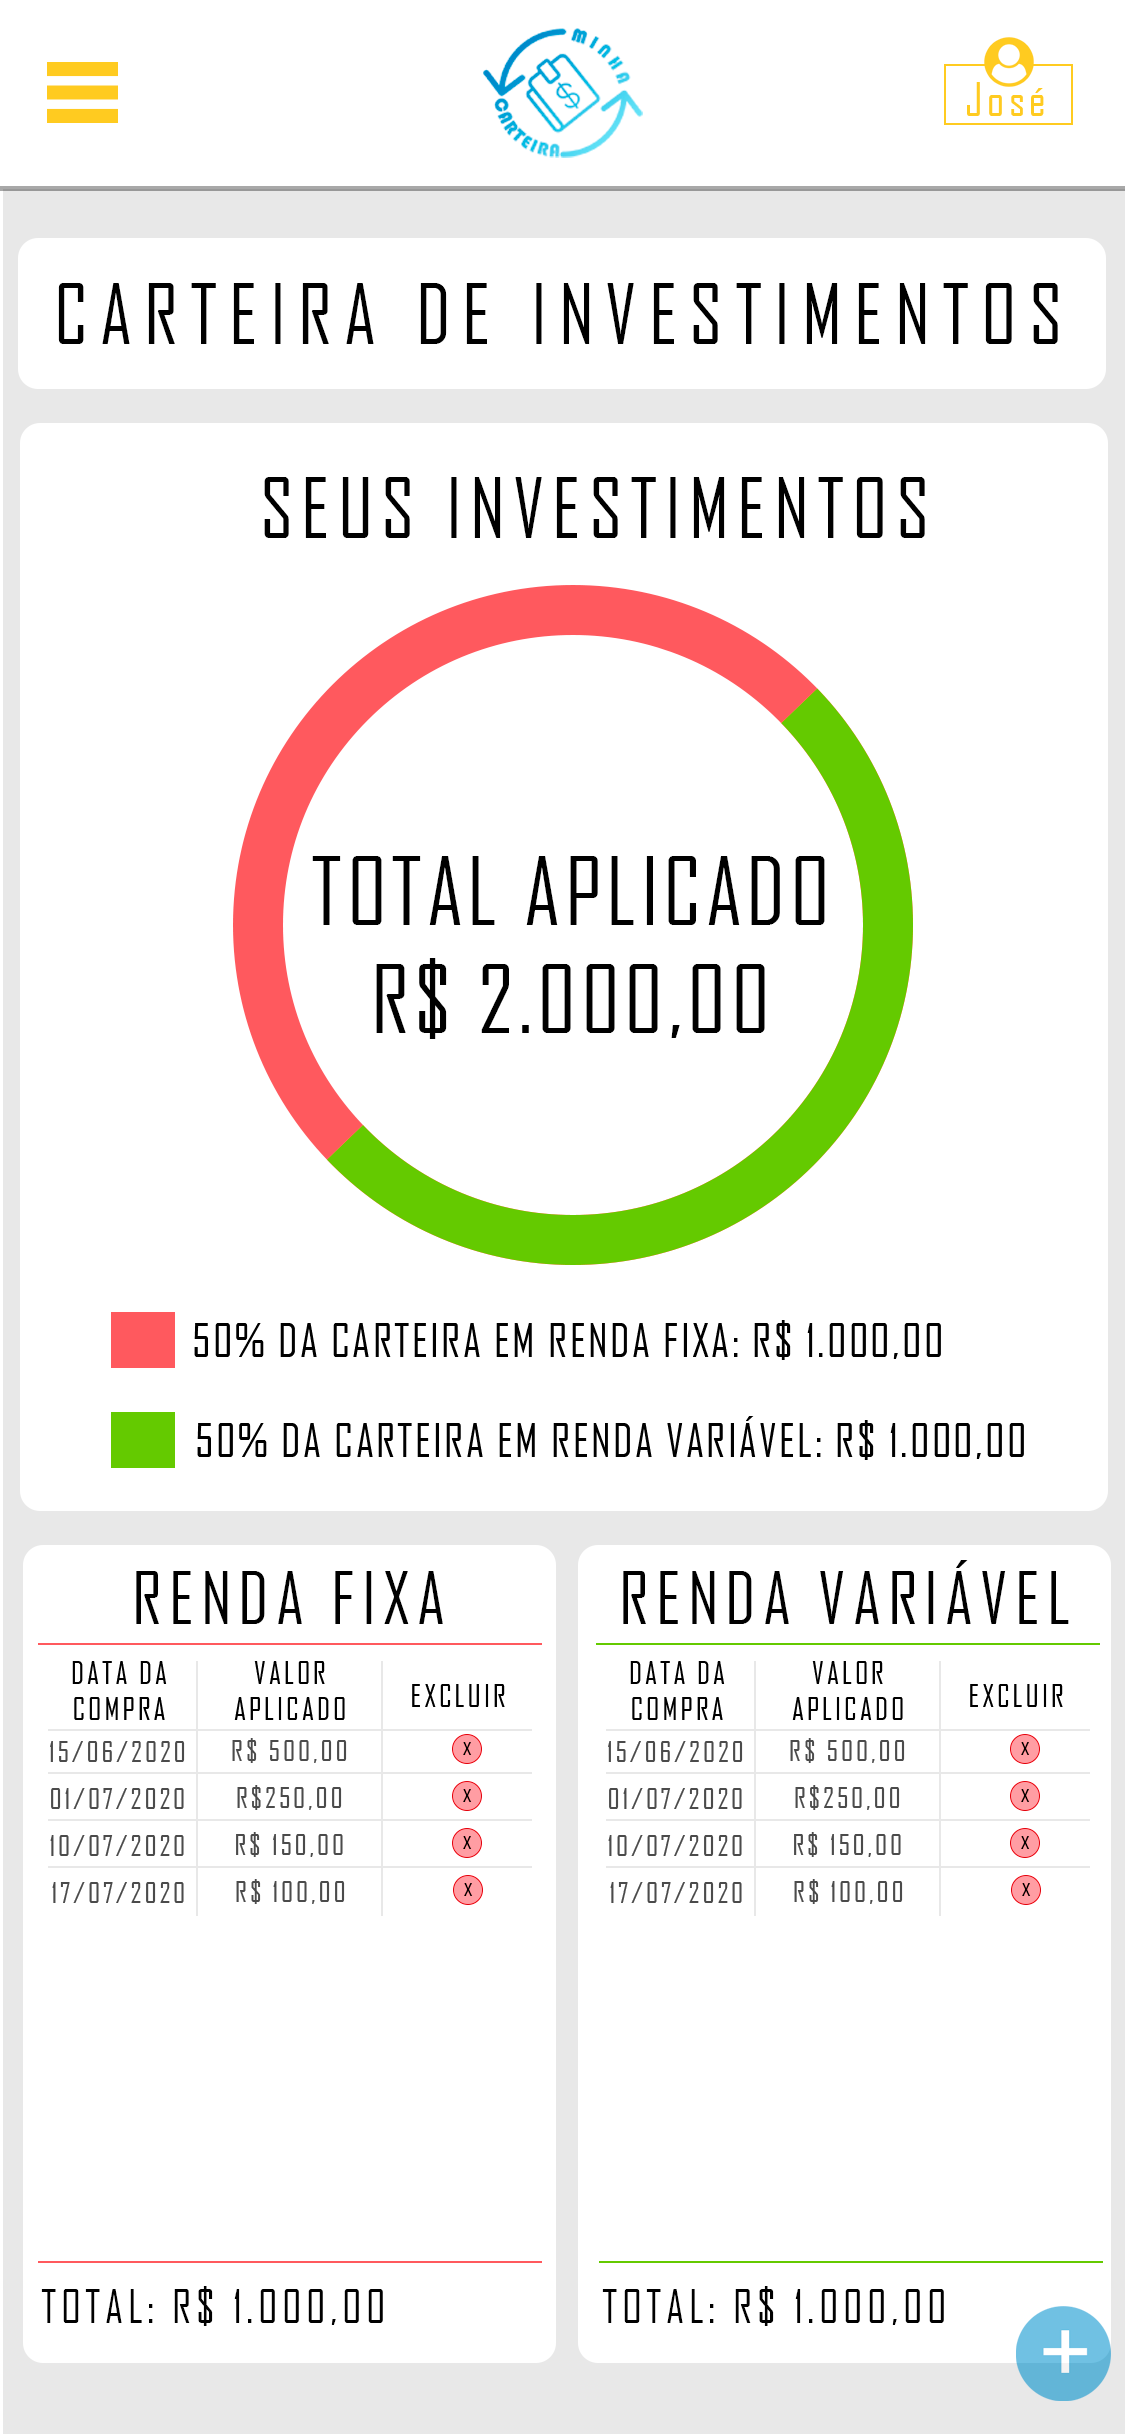 MINHA
CARTEIRA
José
CARTEIRA DE INVESTIMENTOS
SEUS INVESTIMENTOS
TOTAL APLICADO
R$ 2.000,00
50% DA CARTEIRA EM RENDA FIXA: R$ 1.000,00
50% DA CARTEIRA EM RENDA VARIÁVEL: R$ 1.000,00
RENDA FIXA
DATA DA COMPRA VALOR APLICADO EXCLUIR
15/06/2020 R$ 500,00 X
01/07/2020 R$250,00 X
10/07/2020 R$ 150,00 X
17/07/2020 R$ 100,00 X
TOTAL: R$ 1.000,00
RENDA VARIÁVEL
DATA DA COMPRA VALOR APLICADO EXCLUIR
15/06/2020 R$ 500,00 X
01/07/2020 R$250,00 X
10/07/2020 R$ 150,00 X
17/07/2020 R$ 100,00 X
TOTAL: R$ 1.000,00
+